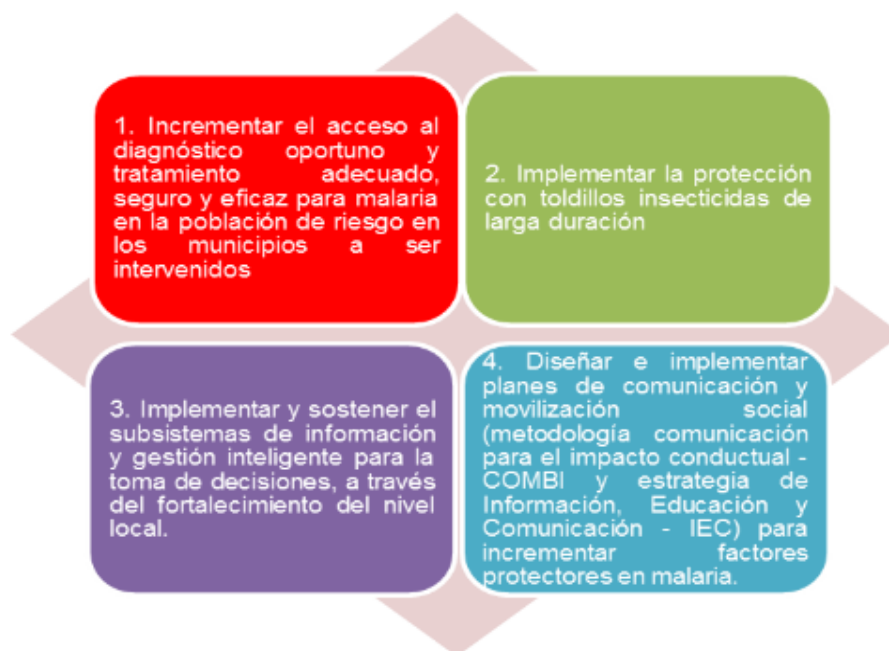 1. Incrementar el acceso al
diagnóstico oportuno y
tratamiento adecuado,
seguro y eficaz para malaria
en la población de riesgo en
los municipios a ser
intervenidos
2. Implementar la protección
con toldillos insecticidas de
larga duración
3. Implementar y sostener el
subsistemas de información
y gestión inteligente para la
toma de decisiones, a través
del fortalecimiento del nivel
local.
4. Diseñar e implementar
planes de comunicación y
movilización social
(metodología comunicación
para el impacto conductual -
COMBI y estrategia de
Información, Educación y
Comunicación - IEC) para
incrementar factores
protectores en malaria.